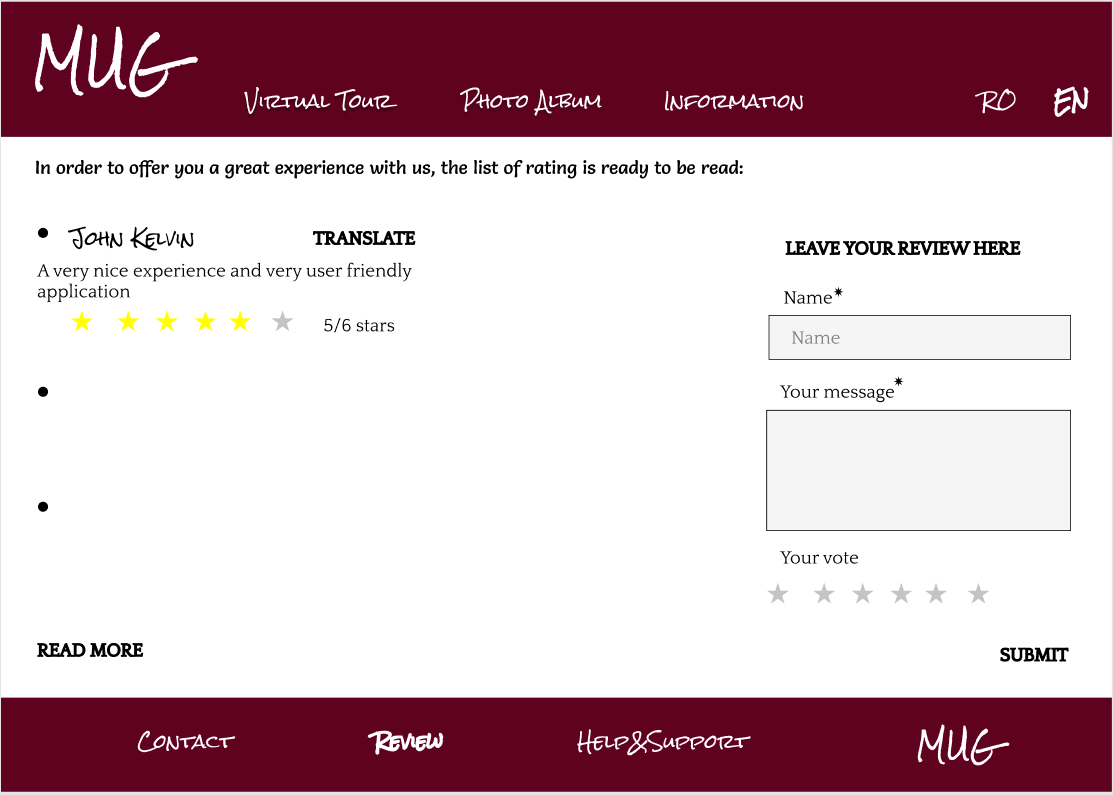 MUG
Virtual Tour Photo Album Information RO EN
In order to offer you a great experience with us, the list of rating is ready to be read:
John Kelvin TRANSLATE
A very nice experience and very user friendly
application
5/6 stars
LEAVE YOUR REVIEW HERE
Name*
Name
Your message*
Your vote
READ MORE
SUBMIT
Contact Review Help&Support MUG